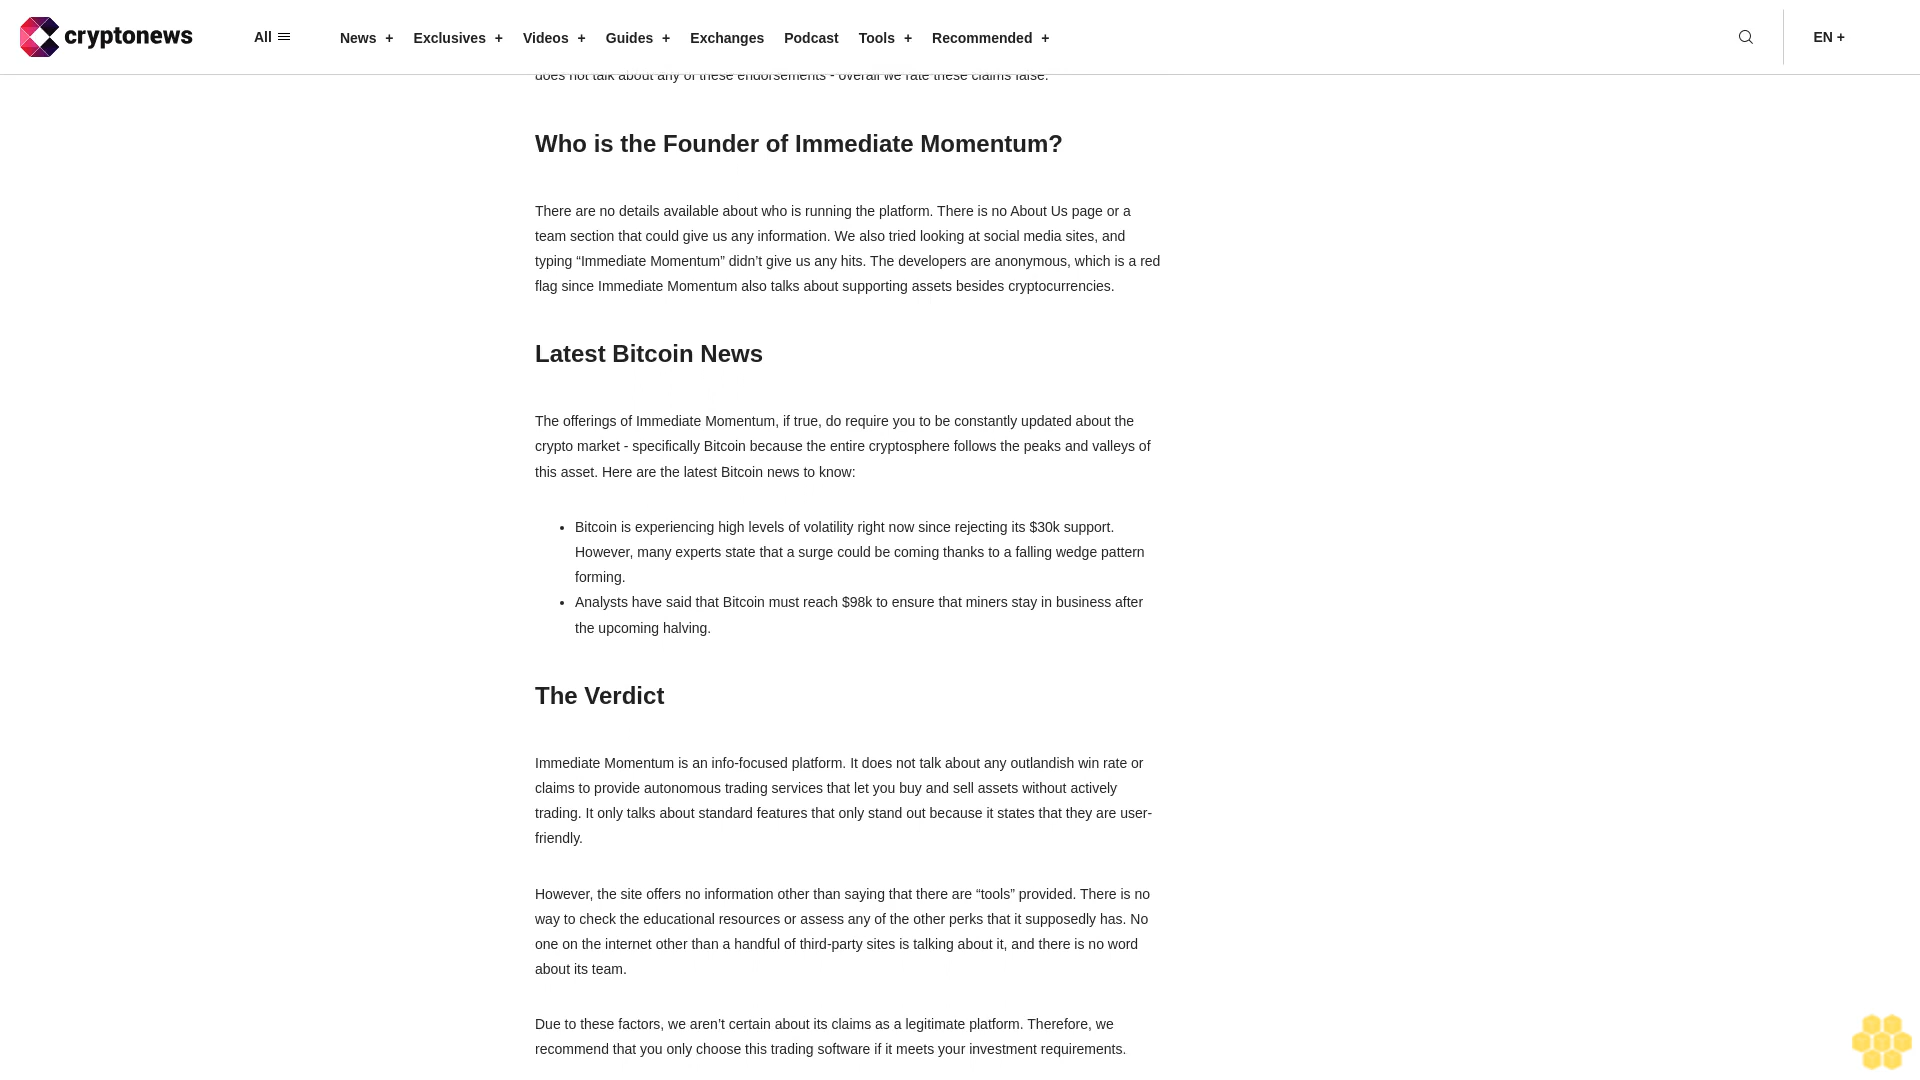 cryptonews
All
News +
Exclusives +
Videos +
Guides +
Exchanges
Podcast
Tools +
Recommended +
EN +
does not talk about any of these endorsements - overall we rate these claims false.
Who is the Founder of Immediate Momentum?
There are no details available about who is running the platform. There is no About Us page or a
team section that could give us any information. We also tried looking at social media sites, and
typing “Immediate Momentum” didn’t give us any hits. The developers are anonymous, which is a red
flag since Immediate Momentum also talks about supporting assets besides cryptocurrencies.
Latest Bitcoin News
The offerings of Immediate Momentum, if true, do require you to be constantly updated about the
crypto market - specifically Bitcoin because the entire cryptosphere follows the peaks and valleys of
this asset. Here are the latest Bitcoin news to know:
• Bitcoin is experiencing high levels of volatility right now since rejecting its $30k support.
However, many experts state that a surge could be coming thanks to a falling wedge pattern
forming.
• Analysts have said that Bitcoin must reach $98k to ensure that miners stay in business after
the upcoming halving.
The Verdict
Immediate Momentum is an info-focused platform. It does not talk about any outlandish win rate or
claims to provide autonomous trading services that let you buy and sell assets without actively
trading. It only talks about standard features that only stand out because it states that they are user-
friendly.
However, the site offers no information other than saying that there are “tools” provided. There is no
way to check the educational resources or assess any of the other perks that it supposedly has. No
one on the internet other than a handful of third-party sites is talking about it, and there is no word
about its team.
Due to these factors, we aren’t certain about its claims as a legitimate platform. Therefore, we
recommend that you only choose this trading software if it meets your investment requirements.